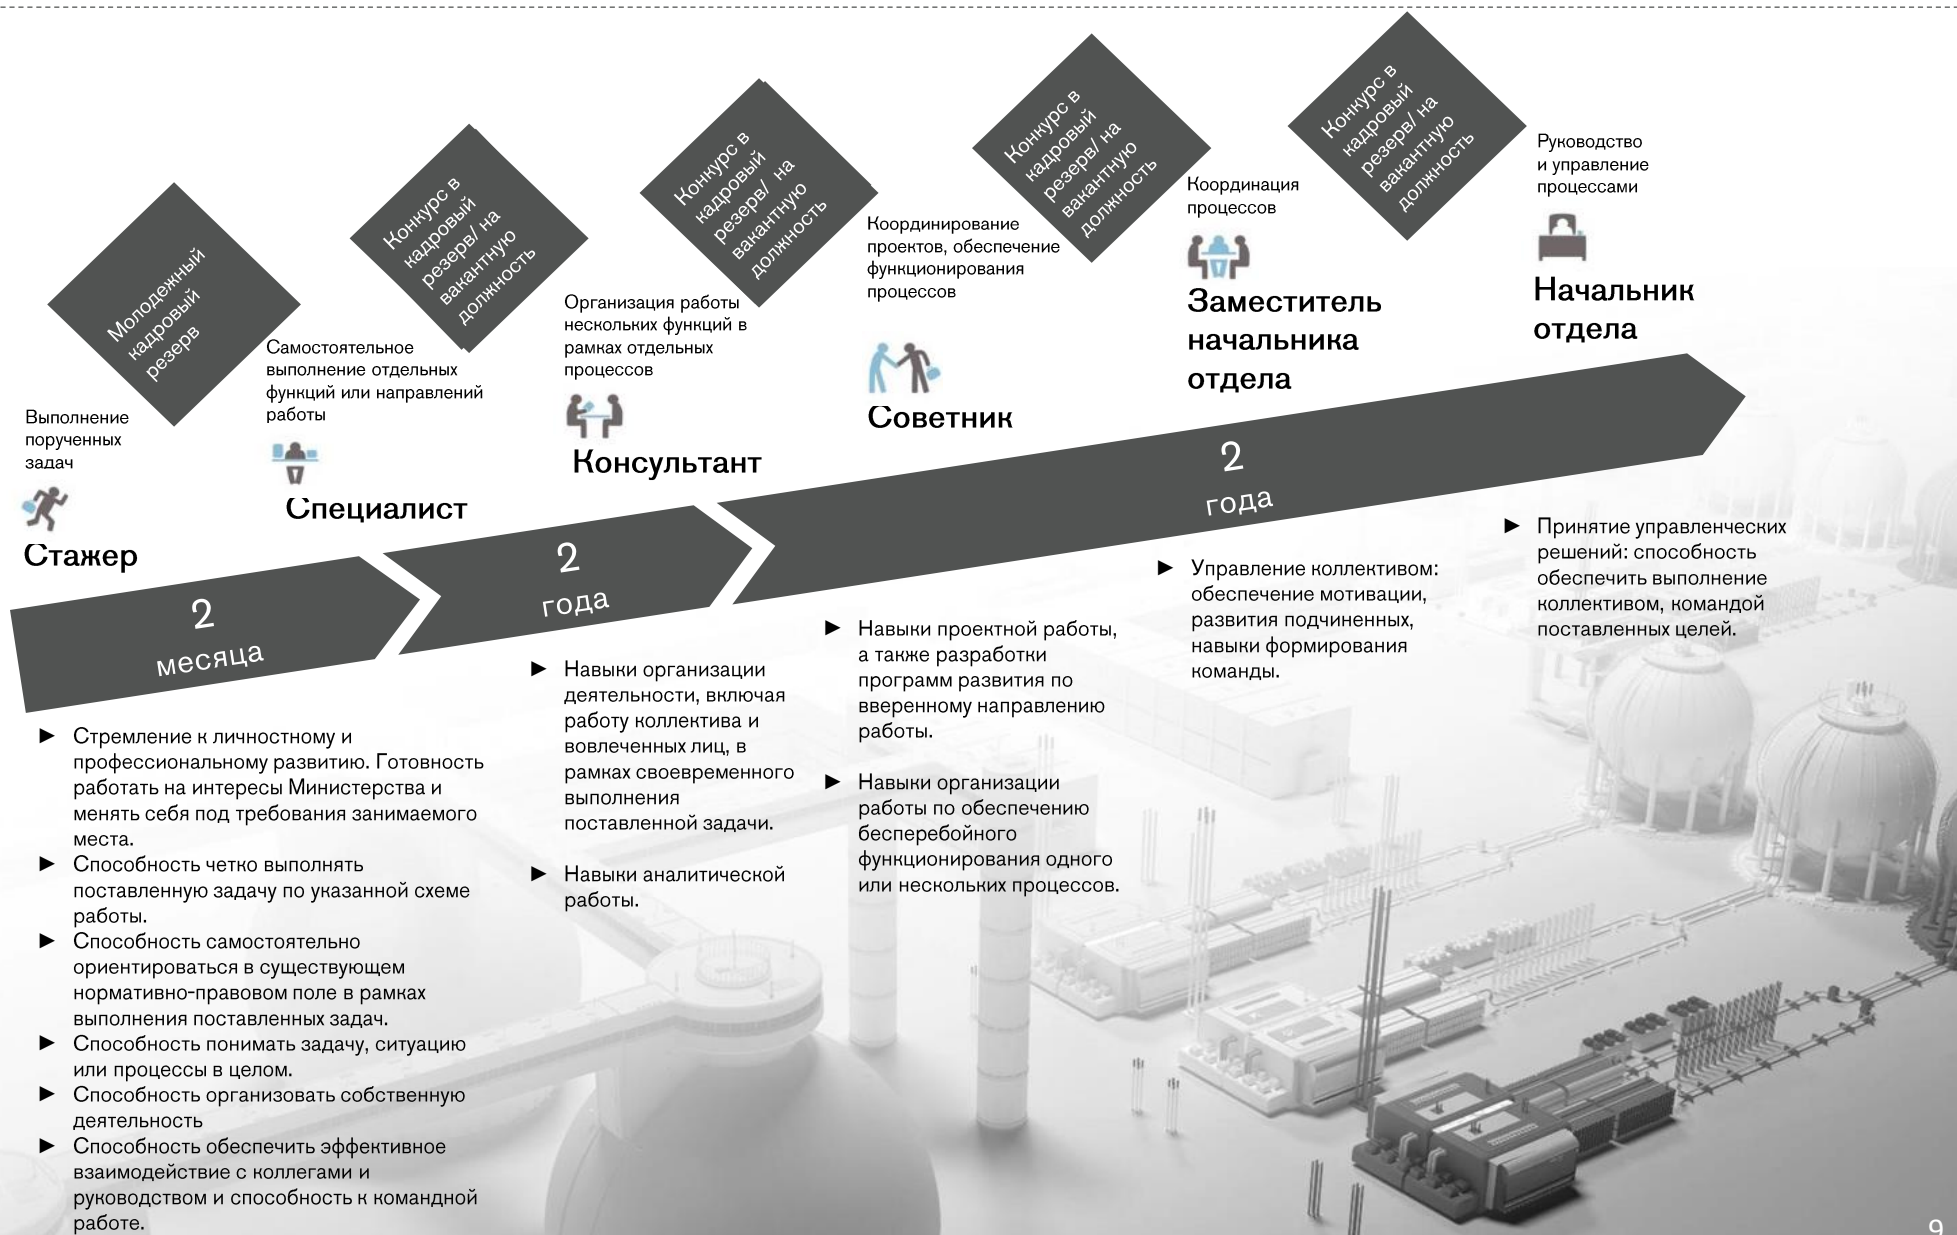 Молодежный
кадровый
резерв
Конкурс в
кадровый
резерв/ на
вакантную
должность
Конкурс в
кадровый
резерв/ на
вакантную
должность
Конкурс в
кадровый
резерв/ на
вакантную
должность
Конкурс в
кадровый
резерв/ на
вакантную
должность
Выполнение
порученных
задач
Стажер
Самостоятельное
выполнение отдельных
функций или направлений
работы
Специалист
Организация работы
нескольких функций в
рамках отдельных
процессов
Консультант
Координирование
проектов, обеспечение
функционирования
процессов
Советник
Координация
процессов
Заместитель
начальника
отдела
Руководство
и управление
процессами
Начальник
отдела
2
месяца
2
года
2
года
► Стремление к личностному и
профессиональному развитию. Готовность
работать на интересы Министерства и
менять себя под требования занимаемого
места.
► Способность четко выполнять
поставленную задачу по указанной схеме
работы.
► Способность самостоятельно
ориентироваться в существующем
нормативно-правовом поле в рамках
выполнения поставленных задач.
► Способность понимать задачу, ситуацию
или процессы в целом.
► Способность организовать собственную
деятельность
► Способность обеспечить эффективное
взаимодействие с коллегами и
руководством и способность к командной
работе.
► Навыки организации
деятельности, включая
работу коллектива и
вовлеченных лиц, в
рамках своевременного
выполнения
поставленной задачи.
► Навыки аналитической
работы.
► Навыки проектной работы,
а также разработки
программ развития по
вверенному направлению
работы.
► Навыки организации
работы по обеспечению
бесперебойного
функционирования одного
или нескольких процессов.
► Управление коллективом:
обеспечение мотивации,
развития подчиненных,
навыки формирования
команды.
► Принятие управленческих
решений: способность
обеспечить выполнение
коллективом, командой
поставленных целей.
9